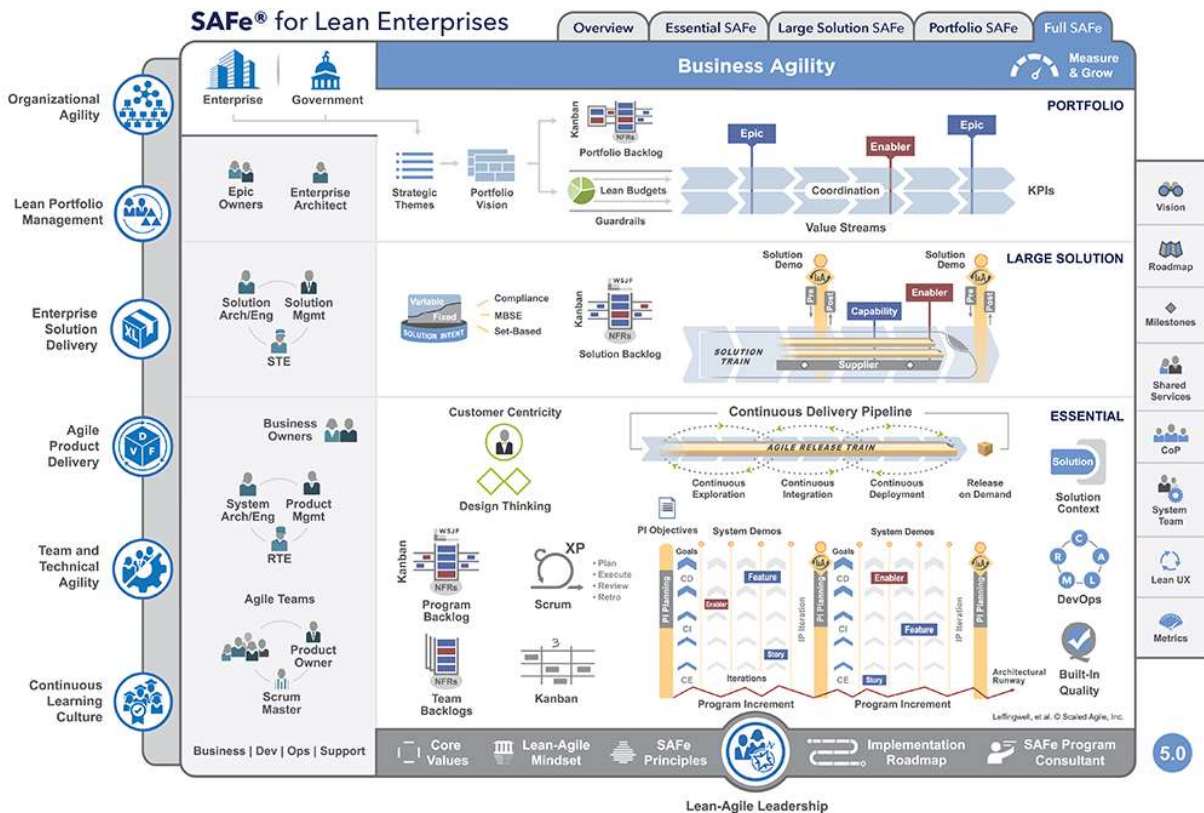 SAFe® for Lean Enterprises
Overview
Essential SAFe
Large Solution SAFe
Portfolio SAFe
Full SAFe
Business Agility
Measure
& Grow
Organizational
Agility
Lean Portfolio
Management
Enterprise
Solution
Delivery
Agile
Product
Delivery
Team and
Technical
Agility
Continuous
Learning
Culture
Enterprise
Government
Epic
Owners
Enterprise
Architect
PORTFOLIO
Strategic
Themes
Portfolio
Vision
Kanban
NFRs
Portfolio Backlog
Lean Budgets
Guardrails
Epic
Enabler
Epic
Coordination
KPIs
Value Streams
Solution
Arch/Eng
Solution
Mgmt
STE
LARGE SOLUTION
Variable
Fixed
SOLUTION INTENT
Compliance
MBSE
Set-Based
Kanban
WSJF
NFRs
Solution Backlog
Solution
Demo
I&A
Pre
Post
Capability
Enabler
Solution
Demo
I&A
Pre
Post
SOLUTION
TRAIN
Supplier
Business
Owners
System
Arch/Eng
Product
Mgmt
RTE
Agile Teams
Product
Owner
Scrum
Master
Business | Dev | Ops | Support
ESSENTIAL
Customer Centricity
Design Thinking
Continuous Delivery Pipeline
AGILE RELEASE TRAIN
Continuous
Exploration
Continuous
Integration
Continuous
Deployment
Release
on Demand
Solution
Solution
Context
Kanban
WSJF
NFRs
Program
Backlog
XP
Scrum
• Plan
• Execute
• Review
• Retro
NFRs
Team
Backlogs
3
Kanban
PI Objectives
System Demos
System Demos
PI Planning
Goals
CD
CI
CE
Enabler
Feature
Story
IP Iteration
Iterations
Program Increment
I&A
PI Planning
Goals
CD
CI
CE
Enabler
Feature
Story
IP Iteration
Program Increment
I&A
PI Planning
Architectural
Runway
C
A
L
M
R
DevOps
Built-In
Quality
Leffingwell, et al. © Scaled Agile, Inc.
Vision
Roadmap
Milestones
Shared
Services
CoP
System
Team
Lean UX
Metrics
XL
D
V
F
Core
Values
Lean-Agile
Mindset
SAFe
Principles
Implementation
Roadmap
SAFe Program
Consultant
Lean-Agile Leadership
5.0